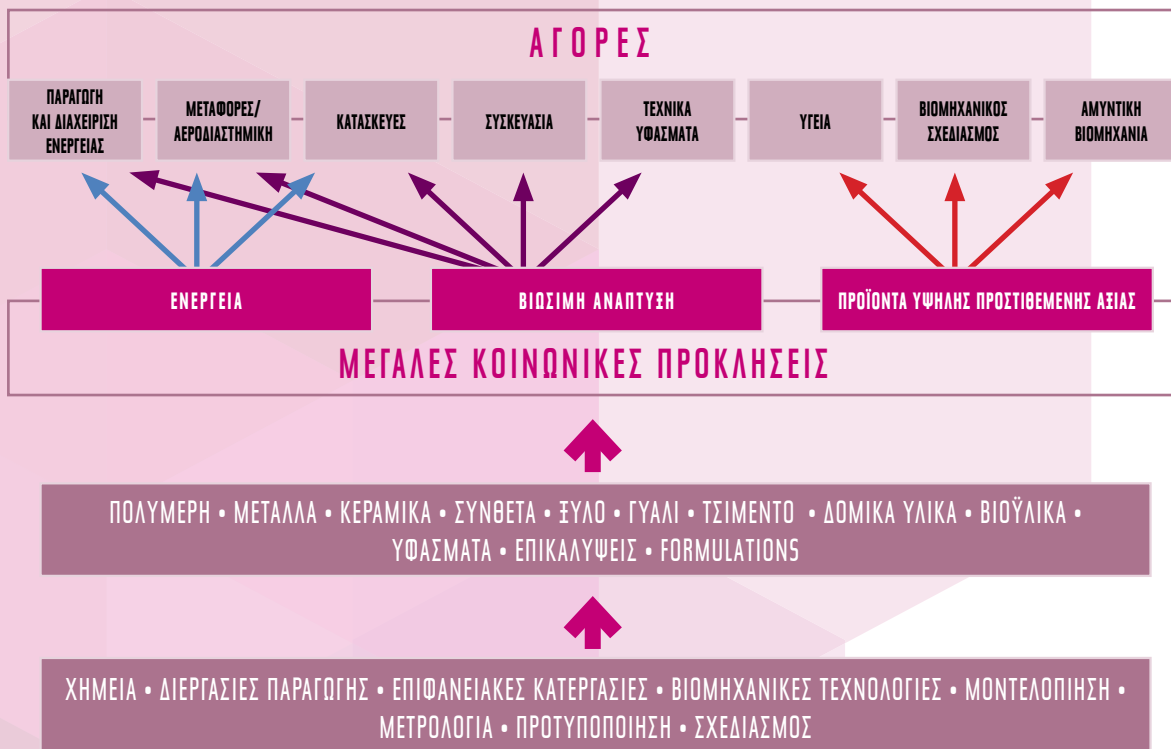 ΑΓΟΡΕΣ
ΠΑΡΑΓΩΓΗ
ΚΑΙ ΔΙΑΧΕΙΡΙΣΗ
ΕΝΕΡΓΕΙΑΣ
ΜΕΤΑΦΟΡΕΣ/
ΑΕΡΟΔΙΑΣΤΗΜΙΚΗ
ΚΑΤΑΣΚΕΥΕΣ
ΣΥΣΚΕΥΑΣΙΑ
ΤΕΧΝΙΚΑ
ΥΦΑΣΜΑΤΑ
ΥΓΕΙΑ
ΒΙΟΜΗΧΑΝΙΚΟΣ
ΣΧΕΔΙΑΣΜΟΣ
ΑΜΥΝΤΙΚΗ
ΒΙΟΜΗΧΑΝΙΑ
ΕΝΕΡΓΕΙΑ
ΒΙΩΣΙΜΗ ΑΝΑΠΤΥΞΗ
ΠΡΟΪΟΝΤΑ ΥΨΗΛΗΣ ΠΡΟΣΤΙΘΕΜΕΝΗΣ ΑΞΙΑΣ
ΜΕΓΑΛΕΣ ΚΟΙΝΩΝΙΚΕΣ ΠΡΟΚΛΗΣΕΙΣ
ΠΟΛΥΜΕΡΗ • ΜΕΤΑΛΛΑ • ΚΕΡΑΜΙΚΑ • ΣΥΝΘΕΤΑ • ΞΥΛΟ • ΓΥΑΛΙ • ΤΣΙΜΕΝΤΟ • ΔΟΜΙΚΑ ΥΛΙΚΑ • ΒΙΟΫΛΙΚΑ •
ΥΦΑΣΜΑΤΑ • ΕΠΙΚΑΛΥΨΕΙΣ • FORMULATIONS
ΧΗΜΕΙΑ • ΔΙΕΡΓΑΣΙΕΣ ΠΑΡΑΓΩΓΗΣ • ΕΠΙΦΑΝΕΙΑΚΕΣ ΚΑΤΕΡΓΑΣΙΕΣ • ΒΙΟΜΗΧΑΝΙΚΕΣ ΤΕΧΝΟΛΟΓΙΕΣ • ΜΟΝΤΕΛΟΠΙΗΣΗ •
ΜΕΤΡΟΛΟΓΙΑ • ΠΡΟΤΥΠΟΠΟΙΗΣΗ • ΣΧΕΔΙΑΣΜΟΣ